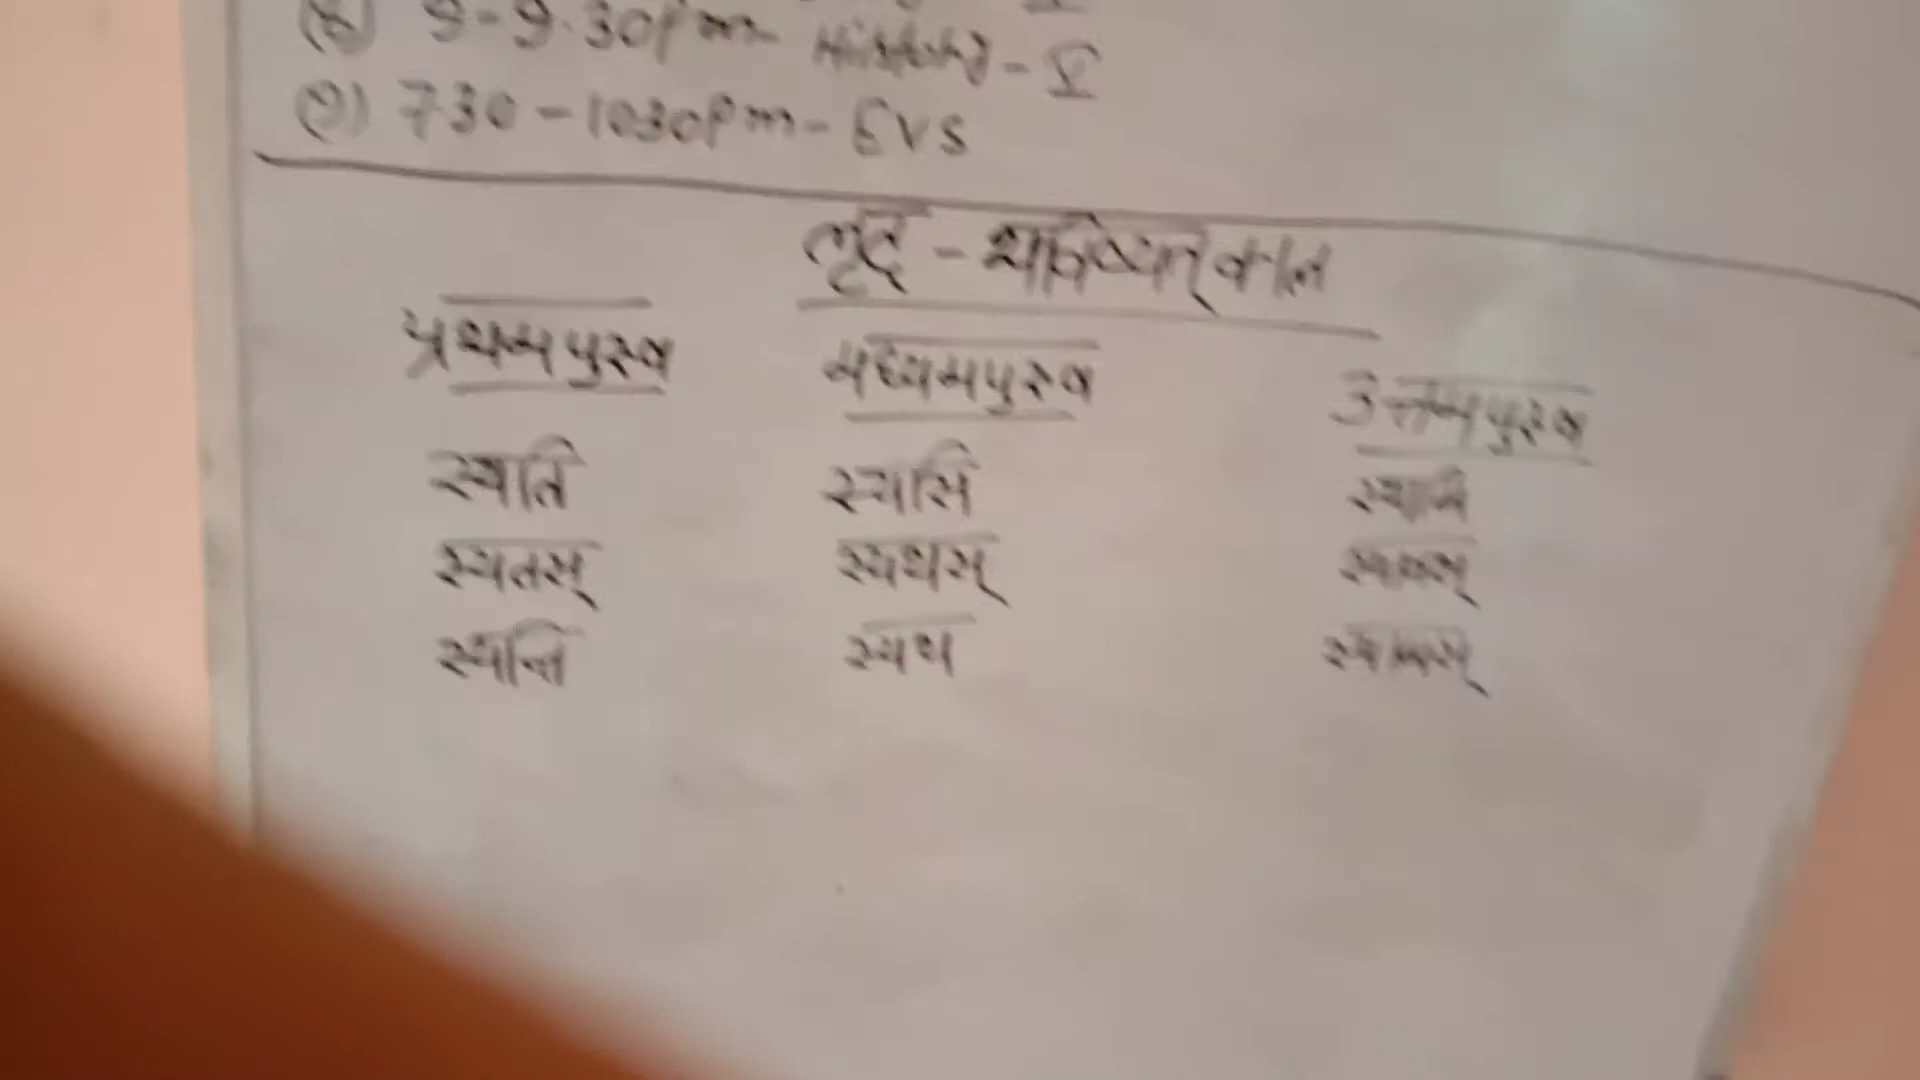 9-9.30pm- History - V
730-1030pm- EVS
लृट् - भविष्यत्काल
प्रथमपुरुष मध्यमपुरुष उत्तमपुरुष
स्यति स्यसि स्यामि
स्यतस् स्यथस् स्यावस्
स्यन्ति स्यथ स्यामस्